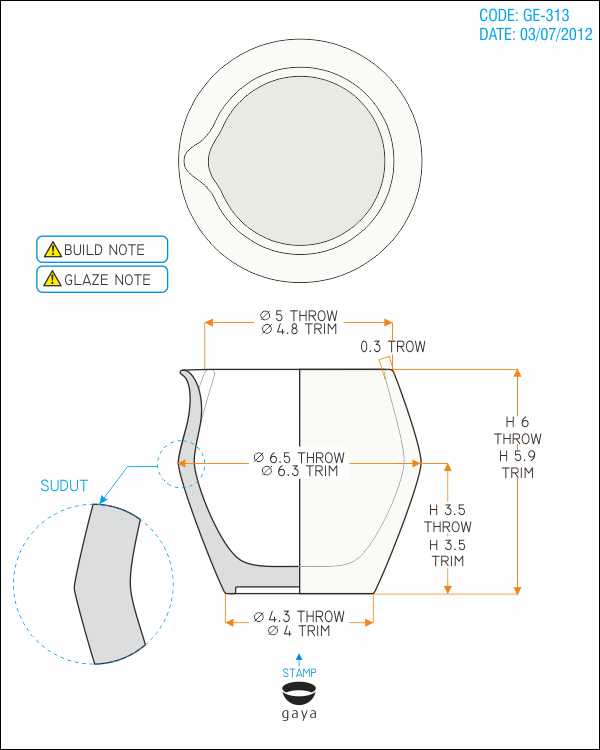 CODE: GE-313
DATE: 03/07/2012
BUILD NOTE
GLAZE NOTE
Ø 5 THROW
Ø 4.8 TRIM
0.3 TROW
H 6
THROW
H 5.9
TRIM
Ø 6.5 THROW
Ø 6.3 TRIM
SUDUT
H 3.5
THROW
H 3.5
TRIM
Ø 4.3 THROW
Ø 4 TRIM
STAMP
gaya